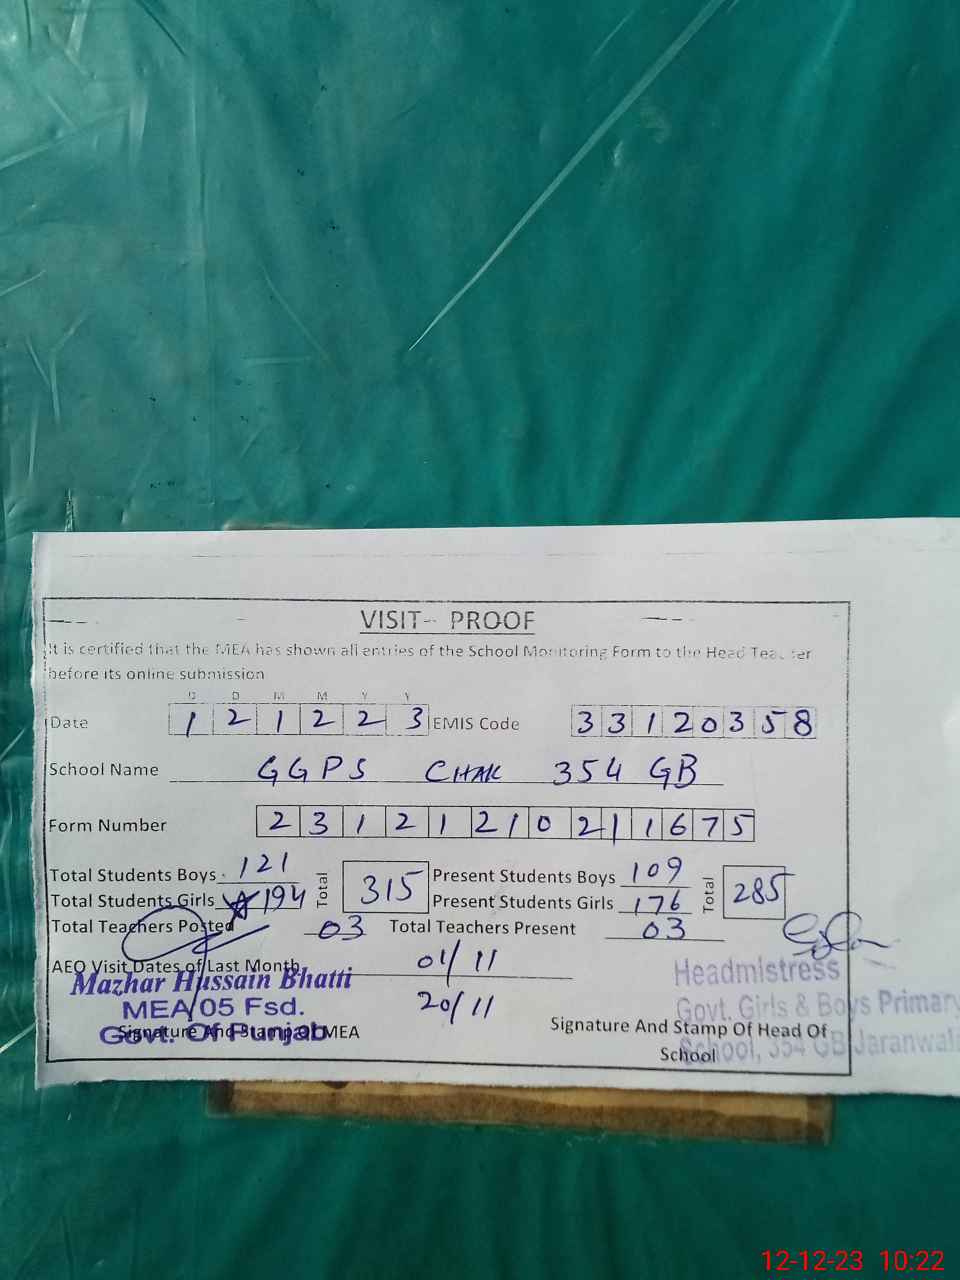 VISIT- PROOF
It is certified that the MEA has shown all entries of the School Monitoring Form to the Head Teacher
before its online submission
D D M M Y Y
Date 1 2 1 2 2 3 EMIS Code 3 3 1 2 0 3 5 8
School Name GGPS CHAK 354 GB
Form Number 2 3 1 2 1 2 1 0 2 1 1 6 7 5
Total Students Boys 121 Total 315 Present Students Boys 109 Total 285
Total Students Girls 194 Present Students Girls 176
Total Teachers Posted 03 Total Teachers Present 03
AEO Visit Dates of Last Month 01/11
20/11
Mazhar Hussain Bhatti
MEA/05 Fsd.
Govt. Of Punjab
Signature And Stamp Of MEA
Headmistress
Govt. Girls & Boys Primary
School, 354 GB Jaranwala
Signature And Stamp Of Head Of
School
12-12-23 10:22